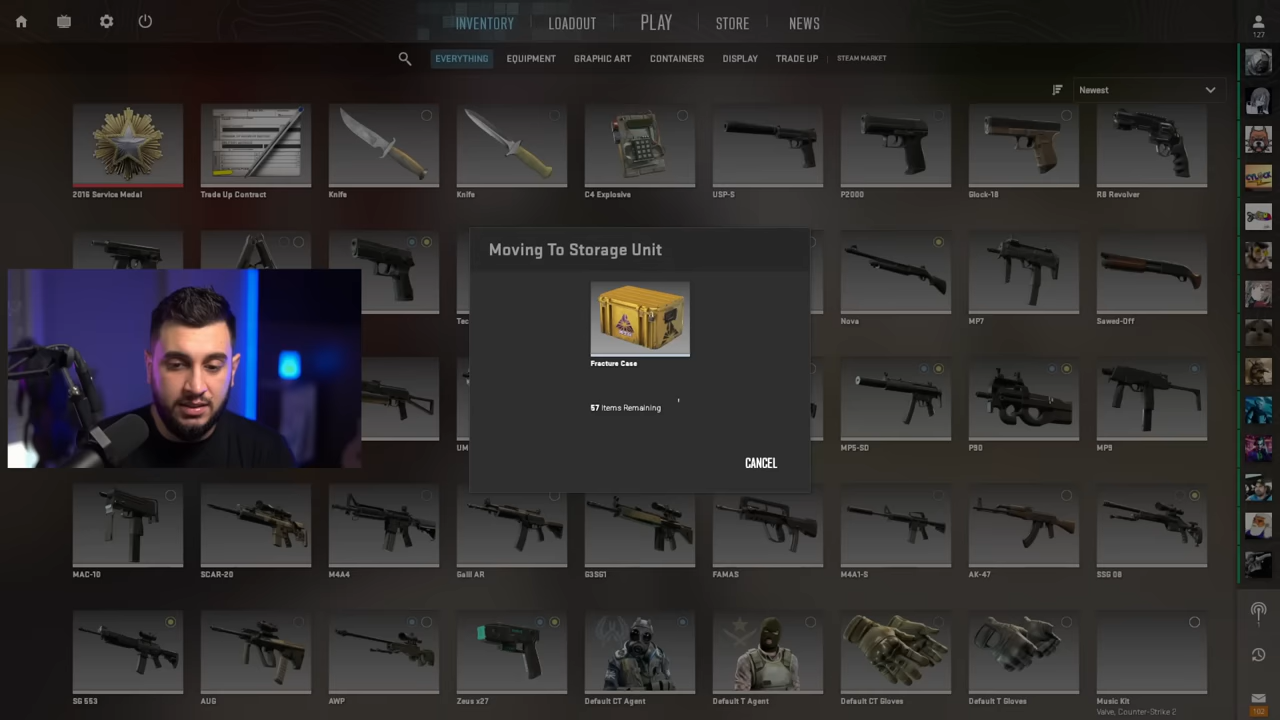 INVENTORY
LOADOUT
PLAY
STORE
NEWS
127
EVERYTHING
EQUIPMENT
GRAPHIC ART
CONTAINERS
DISPLAY
TRADE UP
STEAM MARKET
Newest
2016 Service Medal
Trade Up Contract
Knife
Knife
C4 Explosive
USP-S
P2000
Glock-18
R8 Revolver
Moving To Storage Unit
Fracture Case
57 Items Remaining
CANCEL
Tec
Nova
MP7
Sawed-Off
UM
MP5-SD
P90
MP9
MAC-10
SCAR-20
M4A4
Galil AR
G3SG1
FAMAS
M4A1-S
AK-47
SSG 08
SG 553
AUG
AWP
Zeus x27
Default CT Agent
Default T Agent
Default CT Gloves
Default T Gloves
Music Kit
Valve, Counter-Strike 2
102